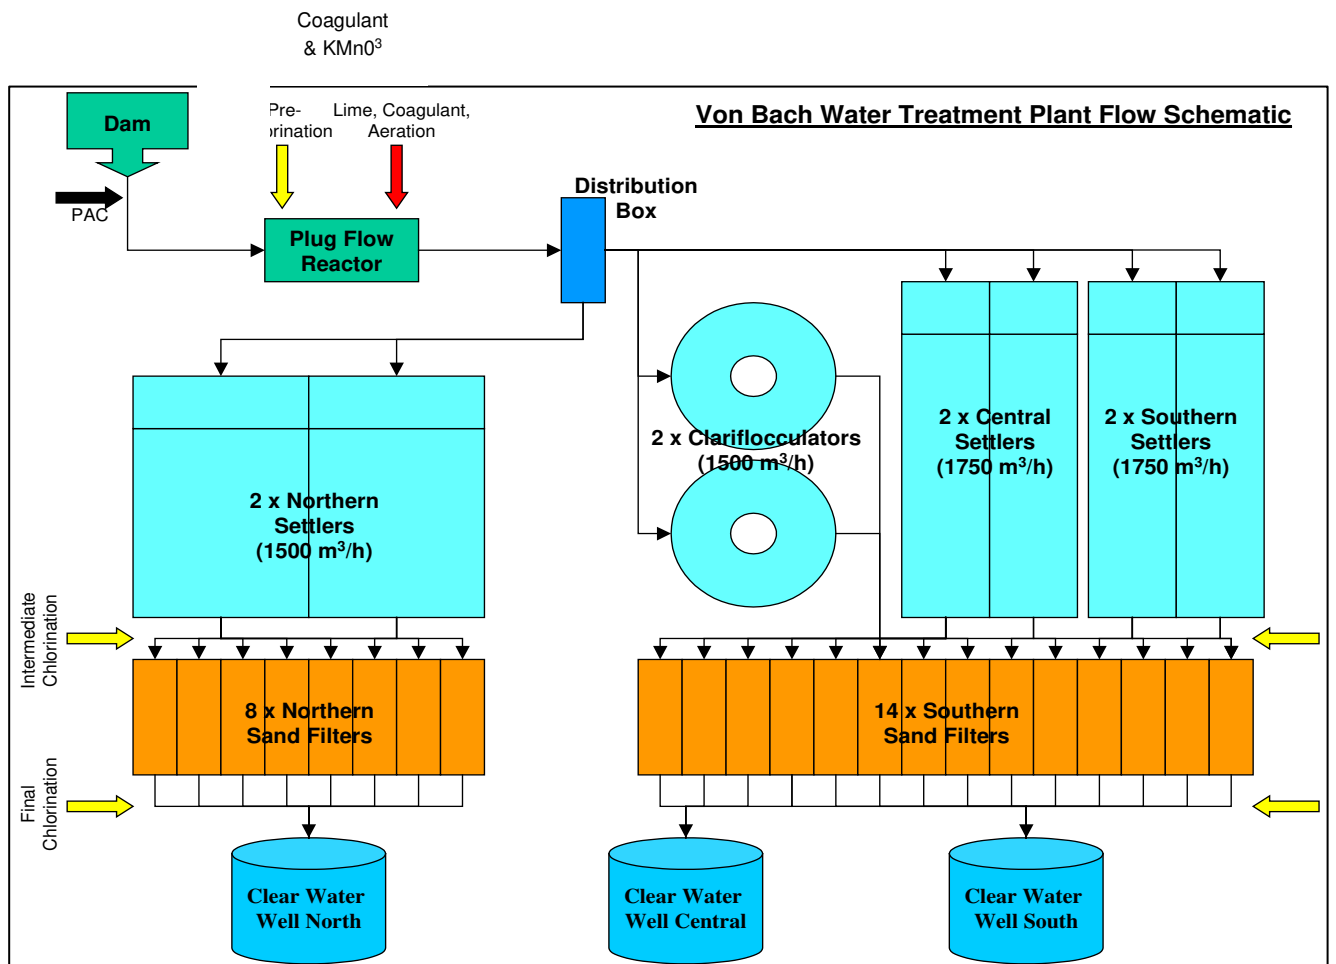 Coagulant
& KMn0³
Von Bach Water Treatment Plant Flow Schematic
Dam
Pre-
orination
Lime, Coagulant,
Aeration
PAC
Plug Flow
Reactor
Distribution
Box
2 x Northern
Settlers
(1500 m³/h)
2 x Clariflocculators
(1500 m³/h)
2 x Central
Settlers
(1750 m³/h)
2 x Southern
Settlers
(1750 m³/h)
Intermediate
Chlorination
8 x Northern
Sand Filters
14 x Southern
Sand Filters
Final
Chlorination
Clear Water
Well North
Clear Water
Well Central
Clear Water
Well South